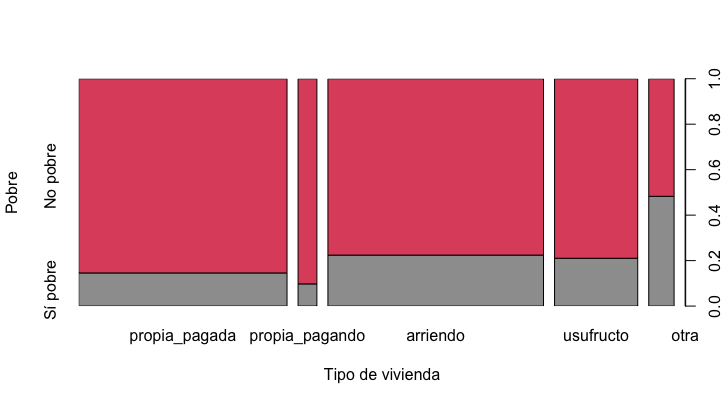 Pobre
No pobre
Sí pobre
1.0
0.8
0.6
0.4
0.2
0.0
propia_pagada propia_pagando arriendo usufructo otra
Tipo de vivienda